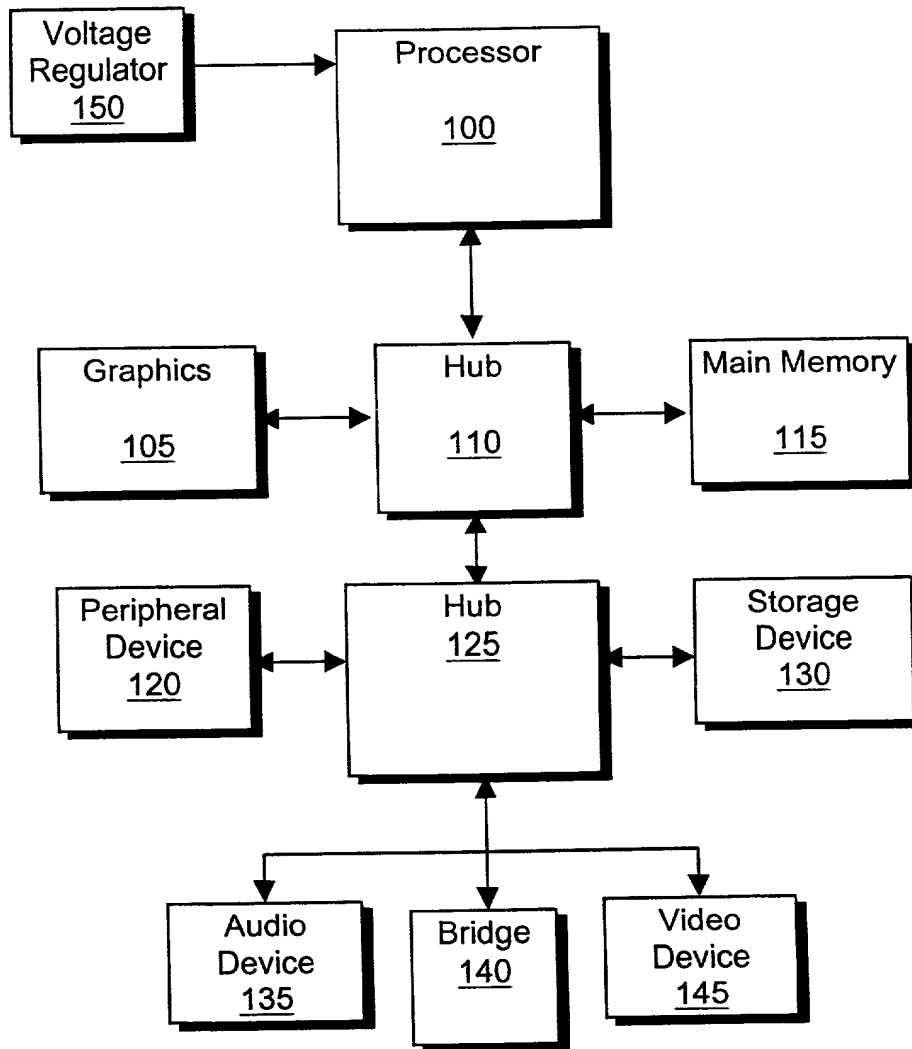 Voltage
Regulator
150
Processor
100
Graphics
105
Hub
110
Main Memory
115
Peripheral
Device
120
Hub
125
Storage
Device
130
Audio
Device
135
Bridge
140
Video
Device
145